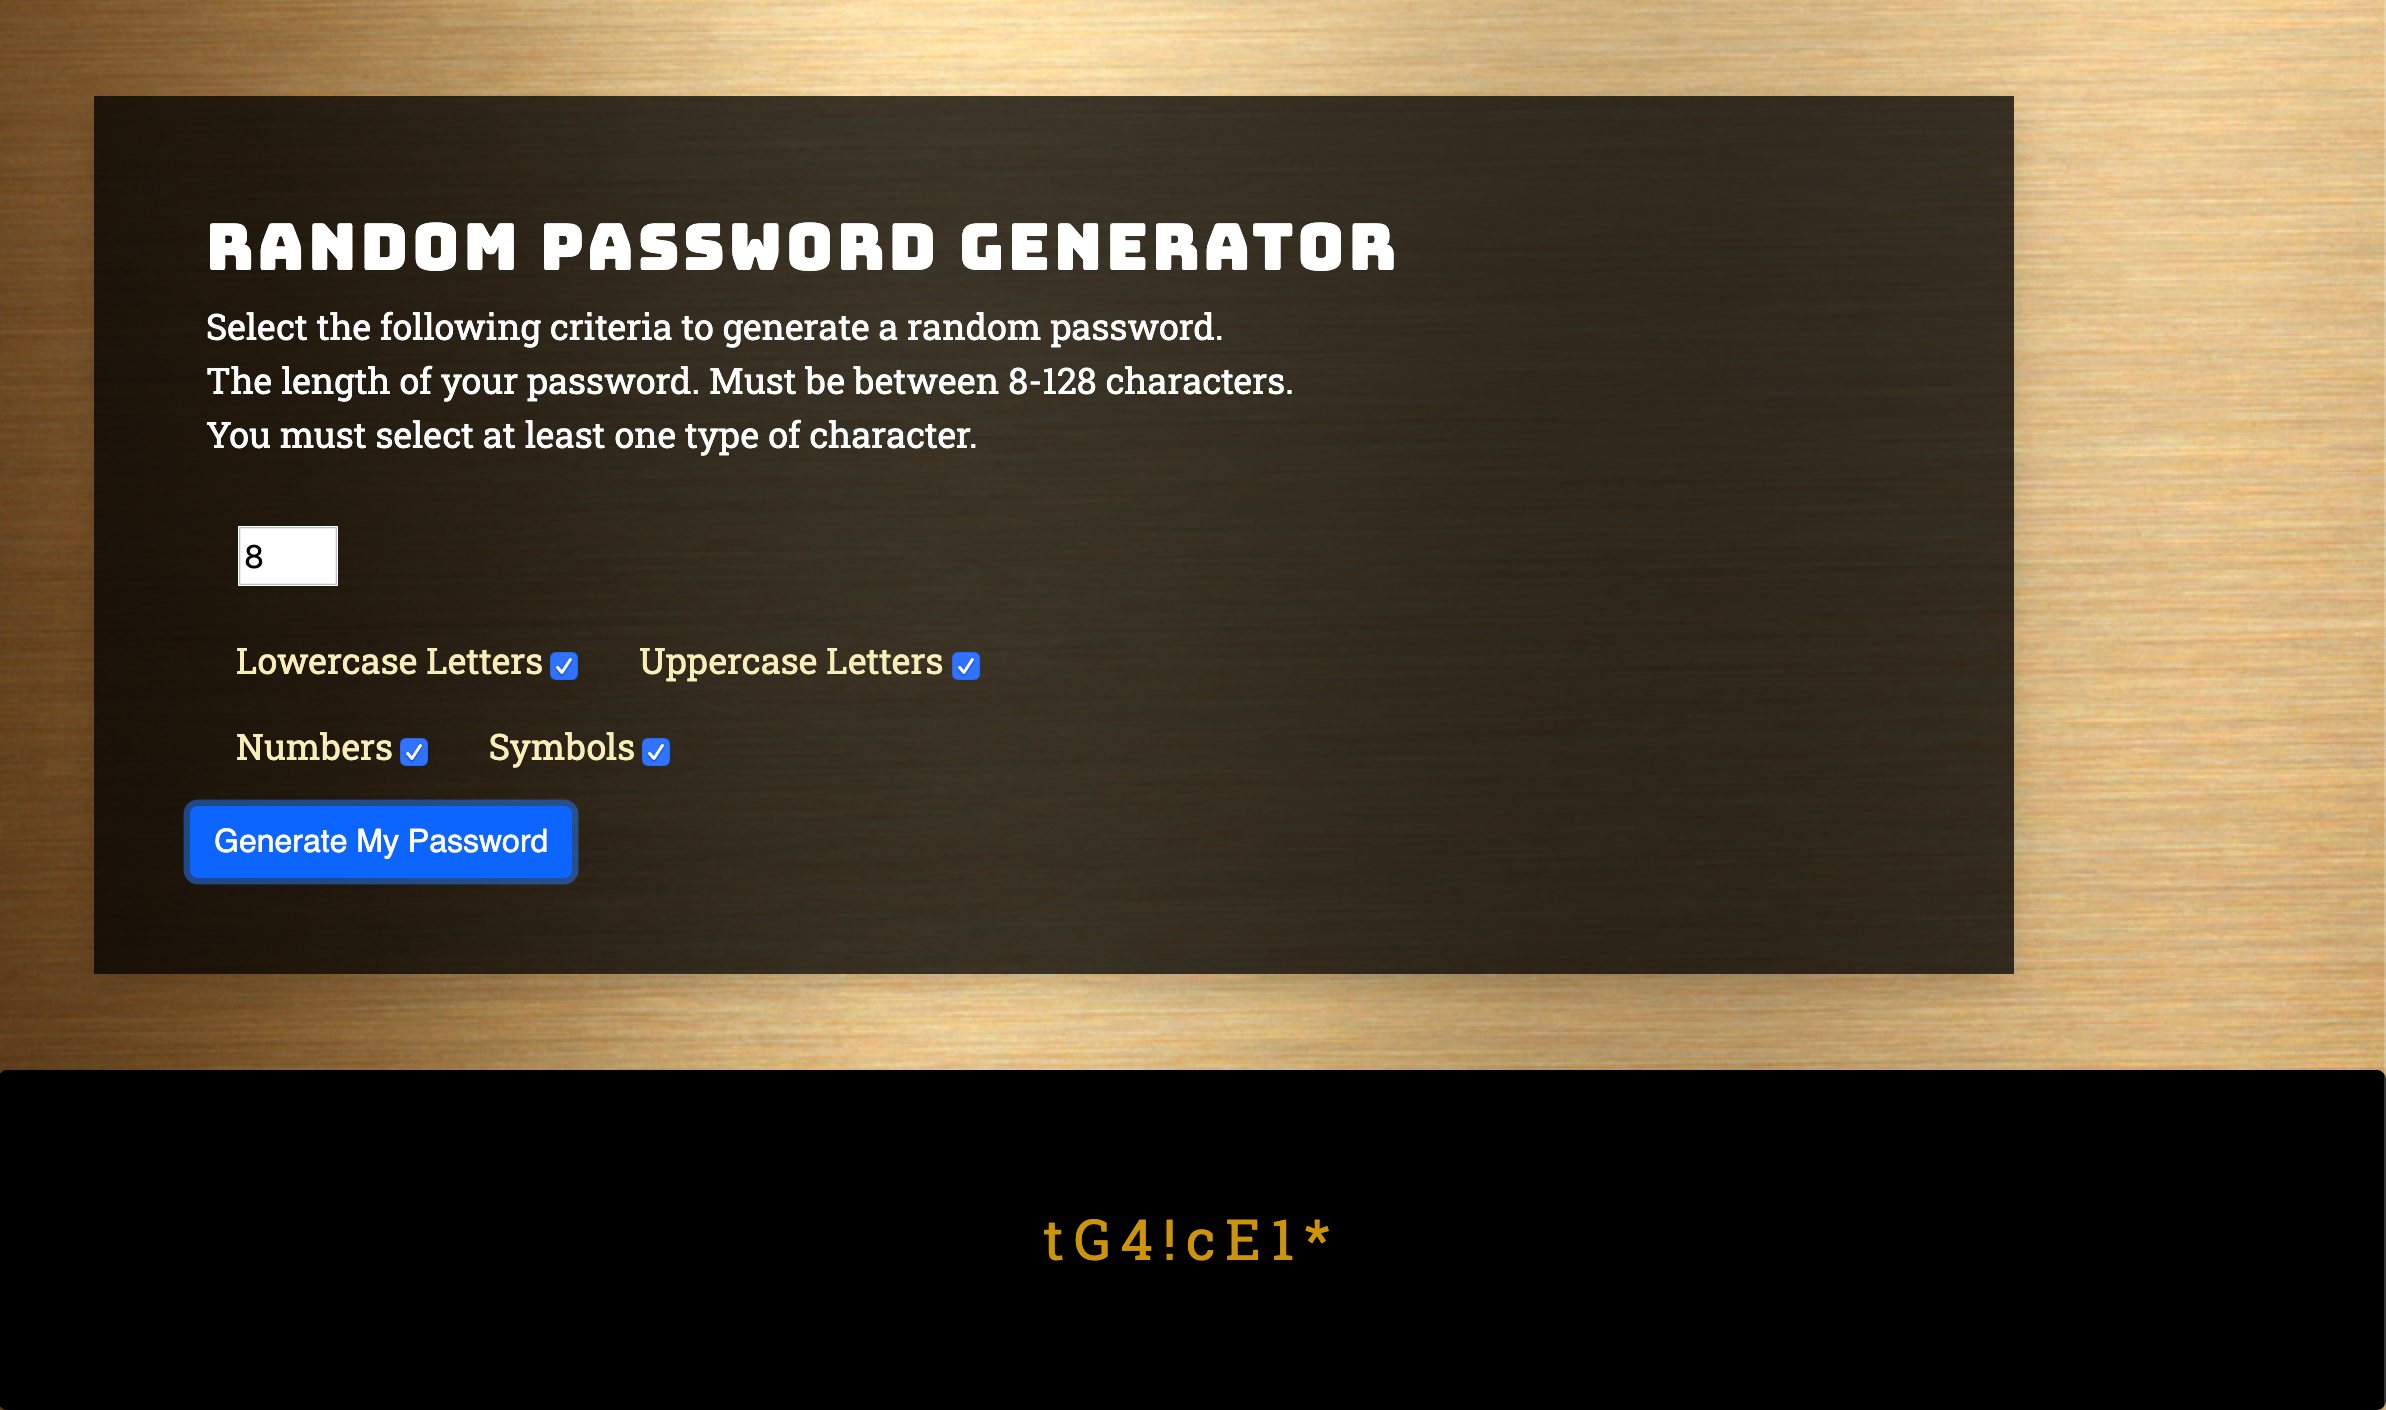 RANDOM PASSWORD GENERATOR
Select the following criteria to generate a random password.
The length of your password. Must be between 8-128 characters.
You must select at least one type of character.
8
Lowercase Letters Uppercase Letters
Numbers Symbols
Generate My Password
tG4!cE1*